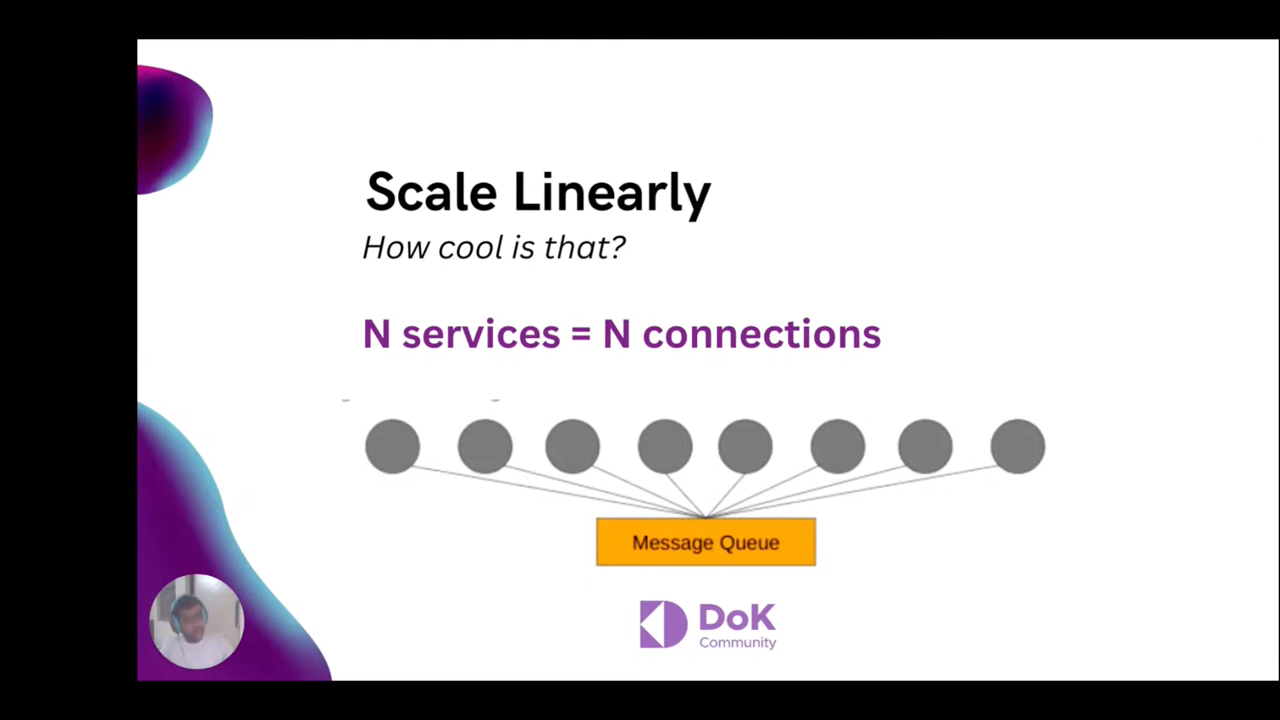 Scale Linearly
How cool is that?
N services = N connections
Message Queue
DoK
Community